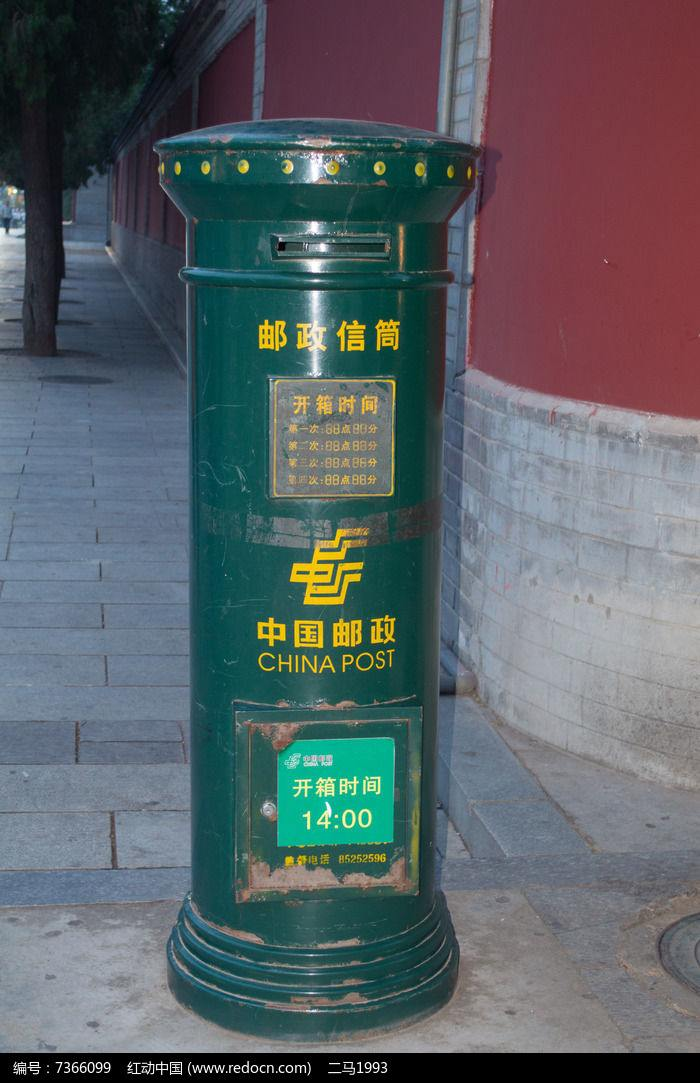 邮政信筒
开箱时间
第一次:88点88分
第二次:88点88分
第三次:88点88分
第四次:88点88分
中国邮政
CHINA POST
中国邮政
CHINA POST
开箱时间
14:00
电话 85252596
编号：7366099 红动中国 (www.redocn.com) 二马1993